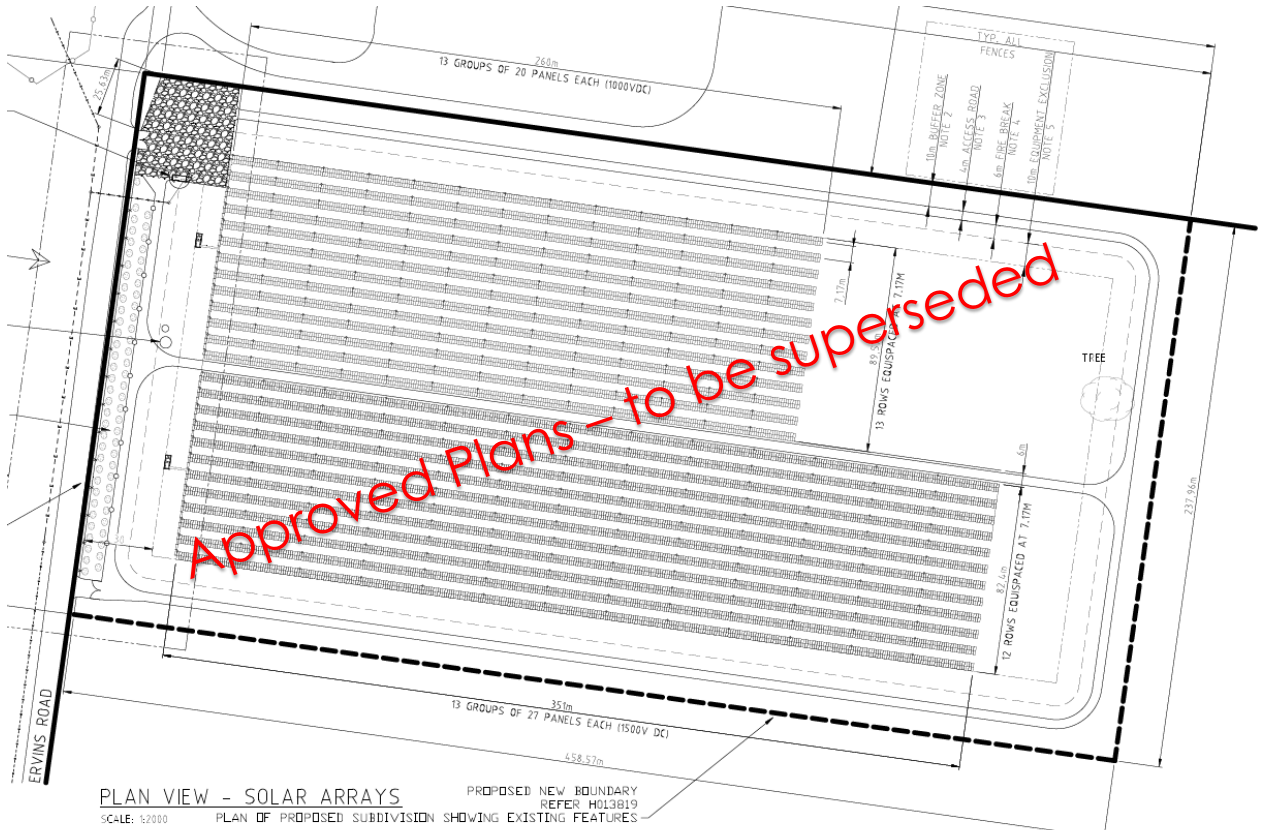 260m
13 GROUPS OF 20 PANELS EACH (1000VDC)
TYP. ALL
FENCES
10m BUFFER ZONE
NOTE 2
4m ACCESS ROAD
NOTE 3
6m FIRE BREAK
NOTE 4
10m EQUIPMENT EXCLUSION
NOTE 5
25.63m
7.17m
13 ROWS EQUISPACED AT 7.17M
TREE
Approved Plans – to be superseded
6m
237.96m
82.4m
12 ROWS EQUISPACED AT 7.17M
351m
13 GROUPS OF 27 PANELS EACH (1500V DC)
458.57m
ERVINS ROAD
PLAN VIEW - SOLAR ARRAYS
SCALE: 1:2000
PROPOSED NEW BOUNDARY
REFER H013819
PLAN OF PROPOSED SUBDIVISION SHOWING EXISTING FEATURES